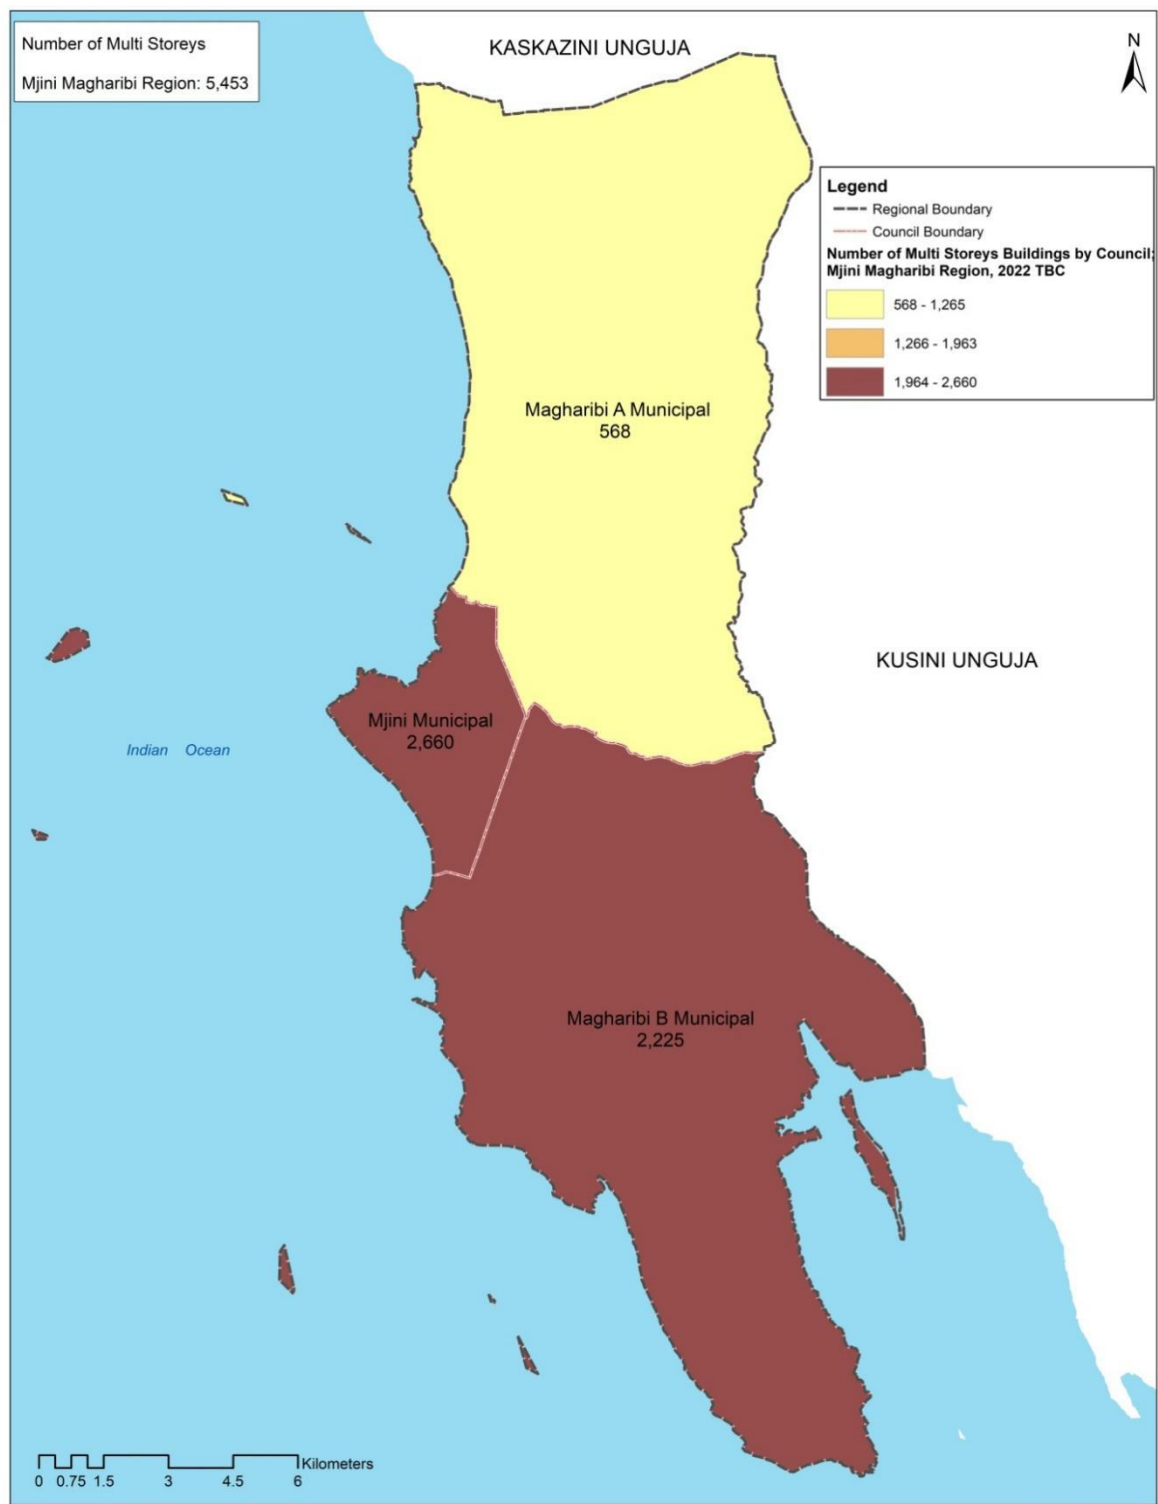 Number of Multi Storeys
Mjini Magharibi Region: 5,453
KASKAZINI UNGUJA
N
Legend
Regional Boundary
Council Boundary
Number of Multi Storeys Buildings by Council;
Mjini Magharibi Region, 2022 TBC
568 - 1,265
1,266 - 1,963
1,964 - 2,660
Magharibi A Municipal
568
KUSINI UNGUJA
Mjini Municipal
2,660
Indian Ocean
Magharibi B Municipal
2,225
Kilometers
0 0.75 1.5 3 4.5 6